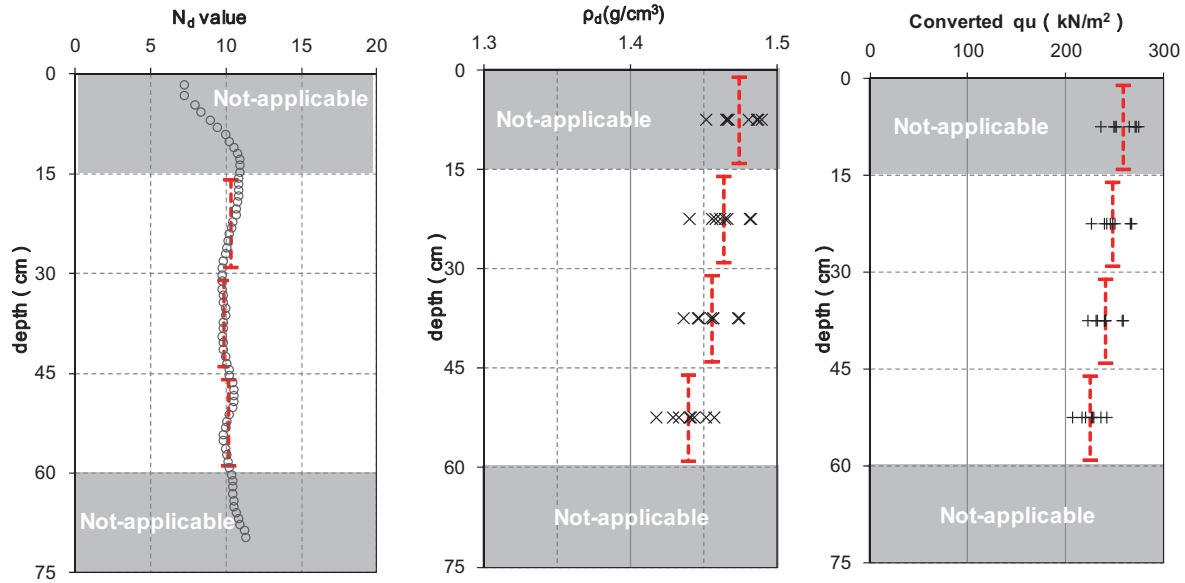 N_d value
0 5 10 15 20
0
15
30
45
60
75
depth ( cm )
Not-applicable
Not-applicable
ρ_d(g/cm³)
1.3 1.4 1.5
0
15
30
45
60
75
depth ( cm )
Not-applicable
Not-applicable
Converted qu ( kN/m² )
0 100 200 300
0
15
30
45
60
75
depth ( cm )
Not-applicable
Not-applicable